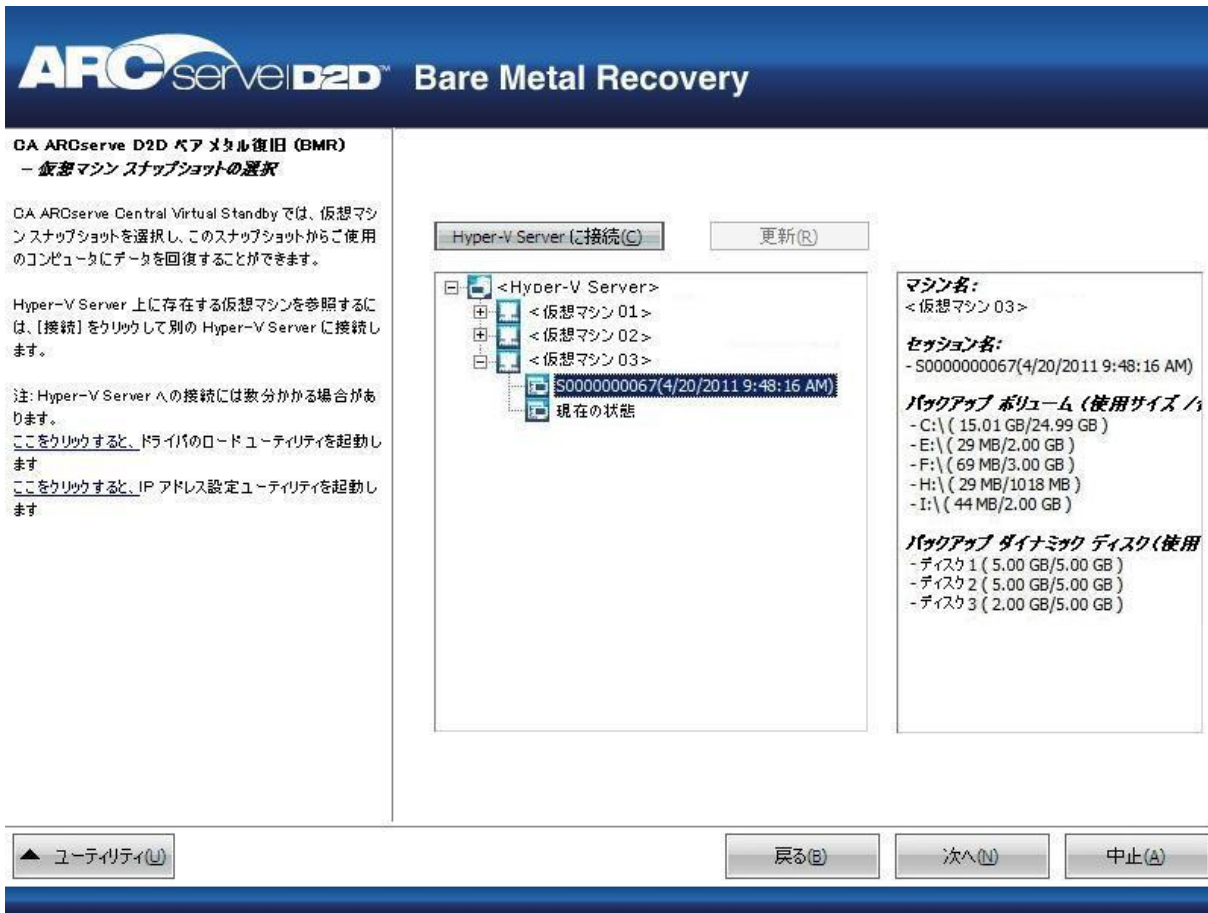 ARCserve D2D™ Bare Metal Recovery
CA ARCserve D2D ベア メタル復旧 (BMR)
– 仮想マシン スナップショットの選択
CA ARCserve Central Virtual Standby では、仮想マシ
ン スナップショットを選択し、このスナップショットからご使用
のコンピュータにデータを回復することができます。
Hyper-V Server 上に存在する仮想マシンを参照するに
は、[接続] をクリックして別の Hyper-V Server に接続し
ます。
注: Hyper-V Server への接続には数分かかる場合があ
ります。
ここをクリックすると、ドライバのロード ユーティリティを起動し
ます
ここをクリックすると、IP アドレス設定ユーティリティを起動し
ます
Hyper-V Server に接続(C)
更新(R)
<Hyper-V Server>
<仮想マシン 01>
<仮想マシン 02>
<仮想マシン 03>
S0000000067(4/20/2011 9:48:16 AM)
現在の状態
マシン名:
<仮想マシン 03>
セッション名:
- S0000000067(4/20/2011 9:48:16 AM)
バックアップ ボリューム (使用サイズ /
- C:\ ( 15.01 GB/24.99 GB )
- E:\ ( 29 MB/2.00 GB )
- F:\ ( 69 MB/3.00 GB )
- H:\ ( 29 MB/1018 MB )
- I:\ ( 44 MB/2.00 GB )
バックアップ ダイナミック ディスク(使用
- ディスク 1 ( 5.00 GB/5.00 GB )
- ディスク 2 ( 5.00 GB/5.00 GB )
- ディスク 3 ( 2.00 GB/5.00 GB )
▲ ユーティリティ(U)
戻る(B)
次へ(N)
中止(A)